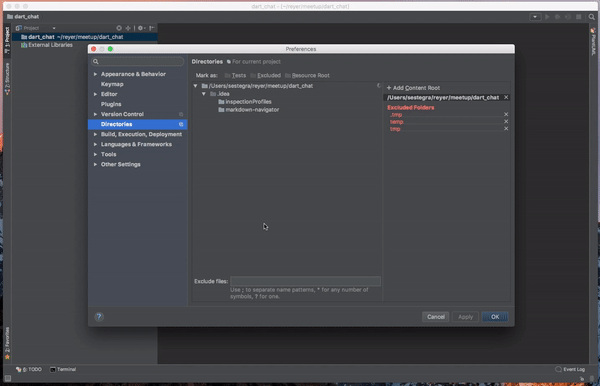 dart_chat - [~/reyer/meetup/dart_chat]
dart_chat
Project
dart_chat ~/reyer/meetup/dart_chat
External Libraries
1: Project
2: Structure
2: Favorites
PlantUML
Preferences
Appearance & Behavior
Keymap
Editor
Plugins
Version Control
Directories
Build, Execution, Deployment
Languages & Frameworks
Tools
Other Settings
Directories For current project
Mark as: Tests Excluded Resource Root
/Users/sestegra/reyer/meetup/dart_chat
.idea
inspectionProfiles
markdown-navigator
+ Add Content Root
/Users/sestegra/reyer/meetup/dart_chat
Excluded Folders
.tmp
temp
tmp
Exclude files:
Use ; to separate name patterns, * for any number of
symbols, ? for one.
?
Cancel
Apply
OK
6: TODO
Terminal
Event Log